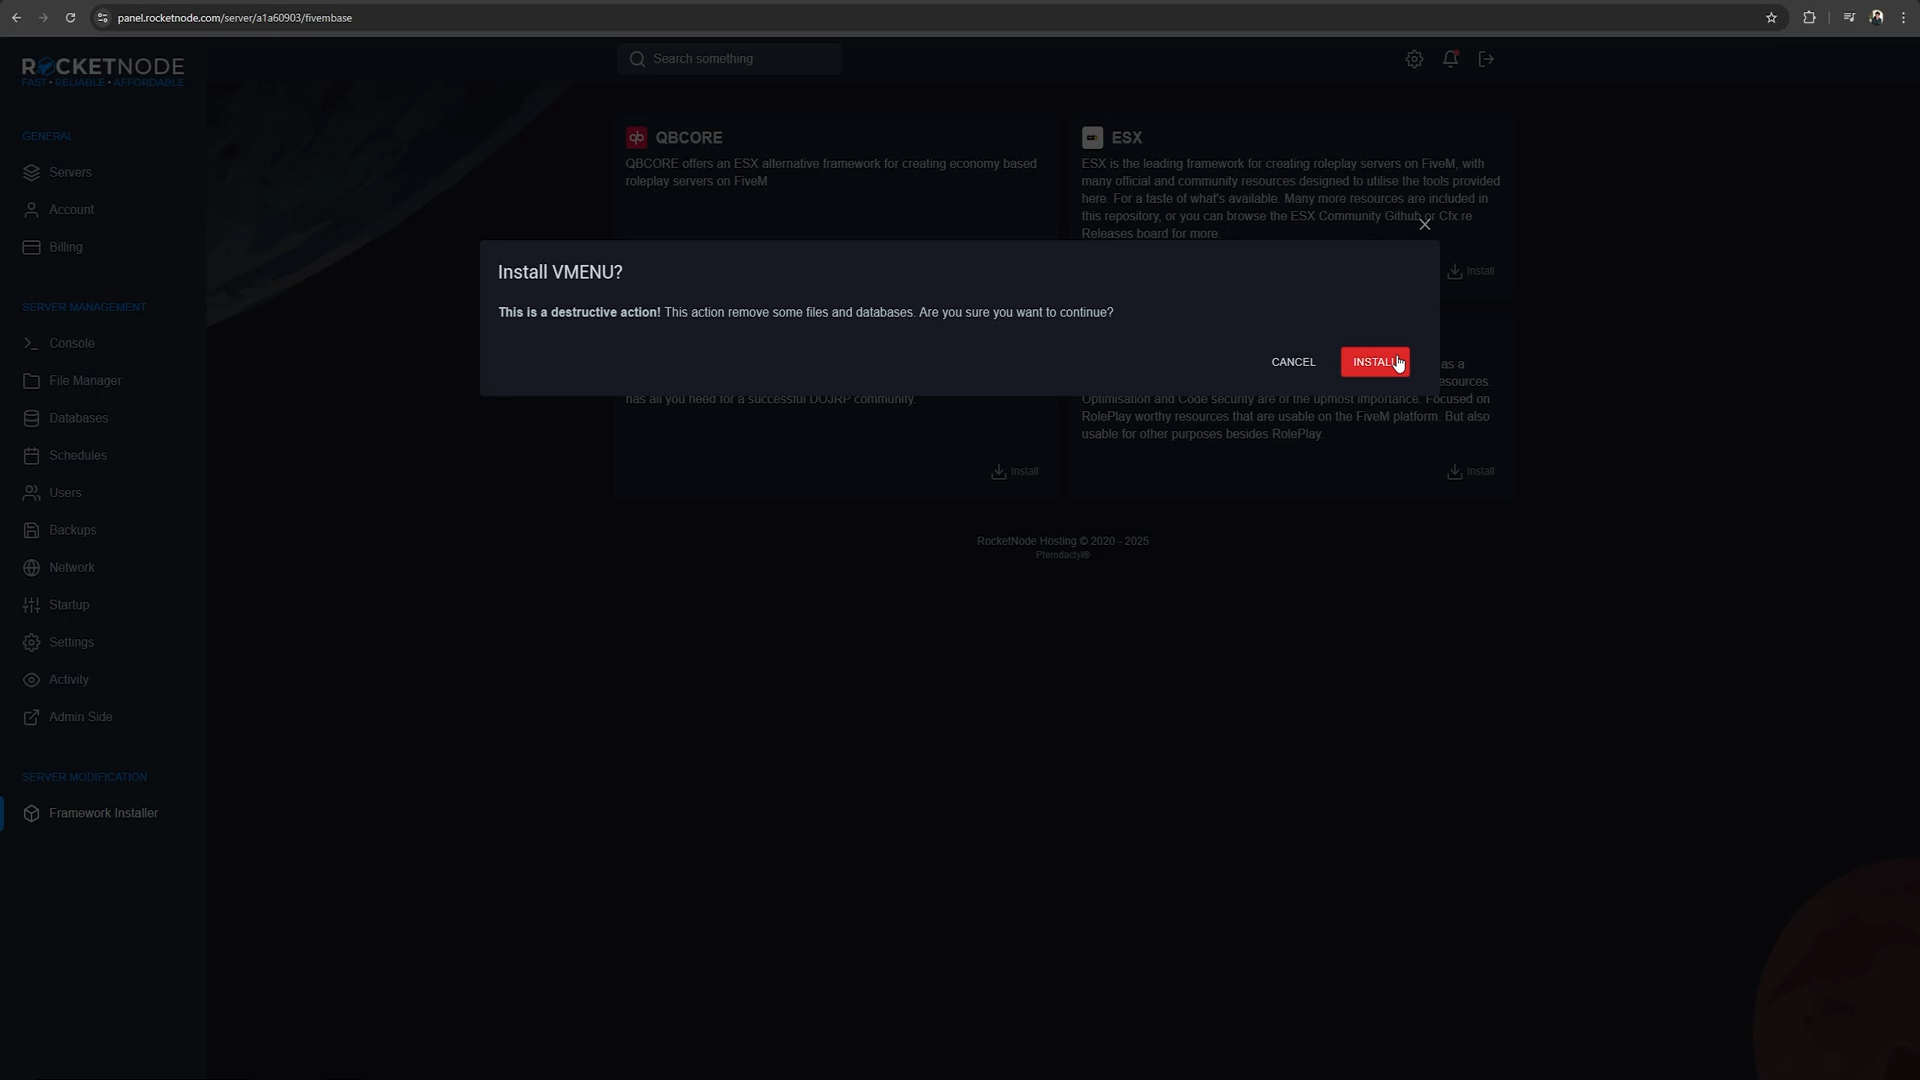 panel.rocketnode.com/server/a1a60903/fivembase
ROCKETNODE
FAST • RELIABLE • AFFORDABLE
Search something
GENERAL
Servers
Account
Billing
SERVER MANAGEMENT
Console
File Manager
Databases
Schedules
Users
Backups
Network
Startup
Settings
Activity
Admin Side
SERVER MODIFICATION
Framework Installer
qb QBCORE
QBCORE offers an ESX alternative framework for creating economy based
roleplay servers on FiveM
ESX
ESX is the leading framework for creating roleplay servers on FiveM, with
many official and community resources designed to utilise the tools provided
here. For a taste of what's available. Many more resources are included in
this repository, or you can browse the ESX Community Github or Cfx.re
Releases board for more.
Install
Install VMENU?
This is a destructive action! This action remove some files and databases. Are you sure you want to continue?
CANCEL
INSTALL
has all you need for a successful DOJRP community.
Install
as a
resources.
Optimisation and Code security are of the upmost importance. Focused on
RolePlay worthy resources that are usable on the FiveM platform. But also
usable for other purposes besides RolePlay.
Install
RocketNode Hosting © 2020 - 2025
Pterodactyl®